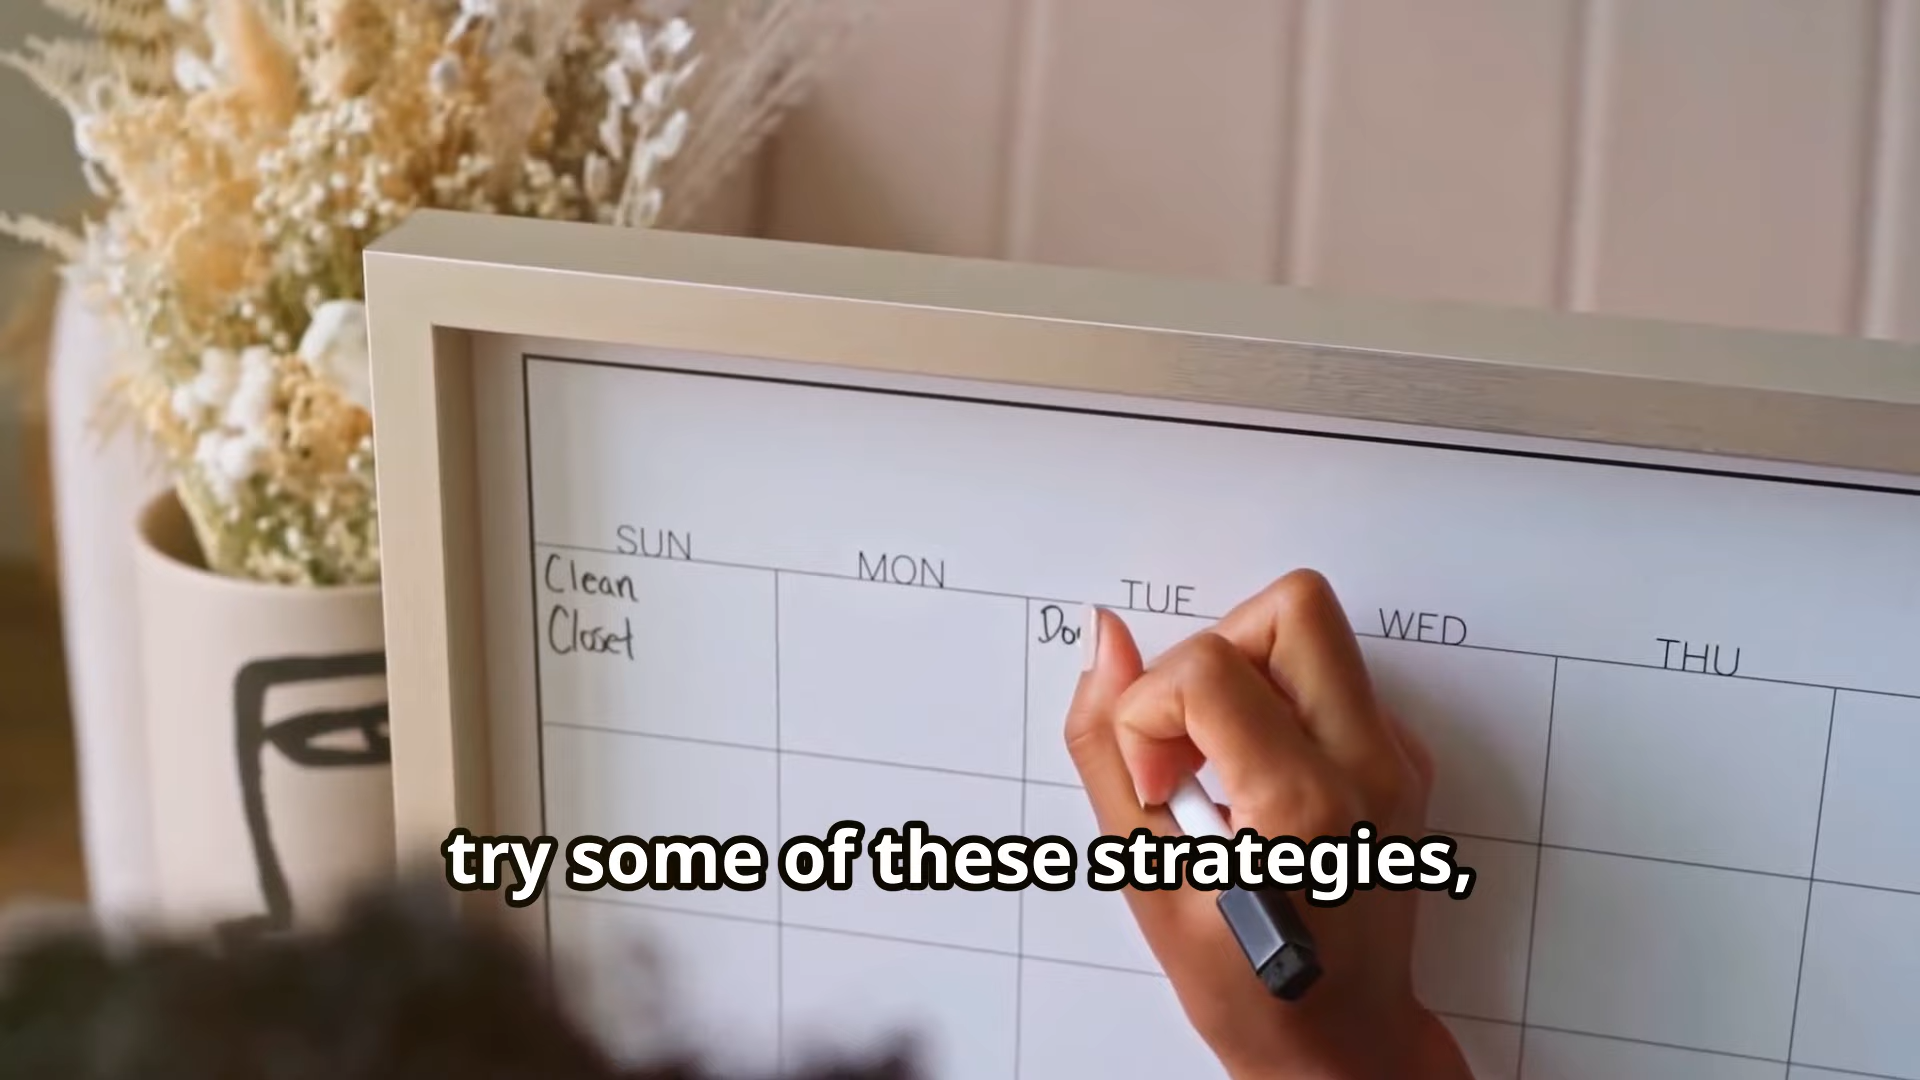 SUN MON TUE WED THU
Clean
Closet
try some of these strategies,